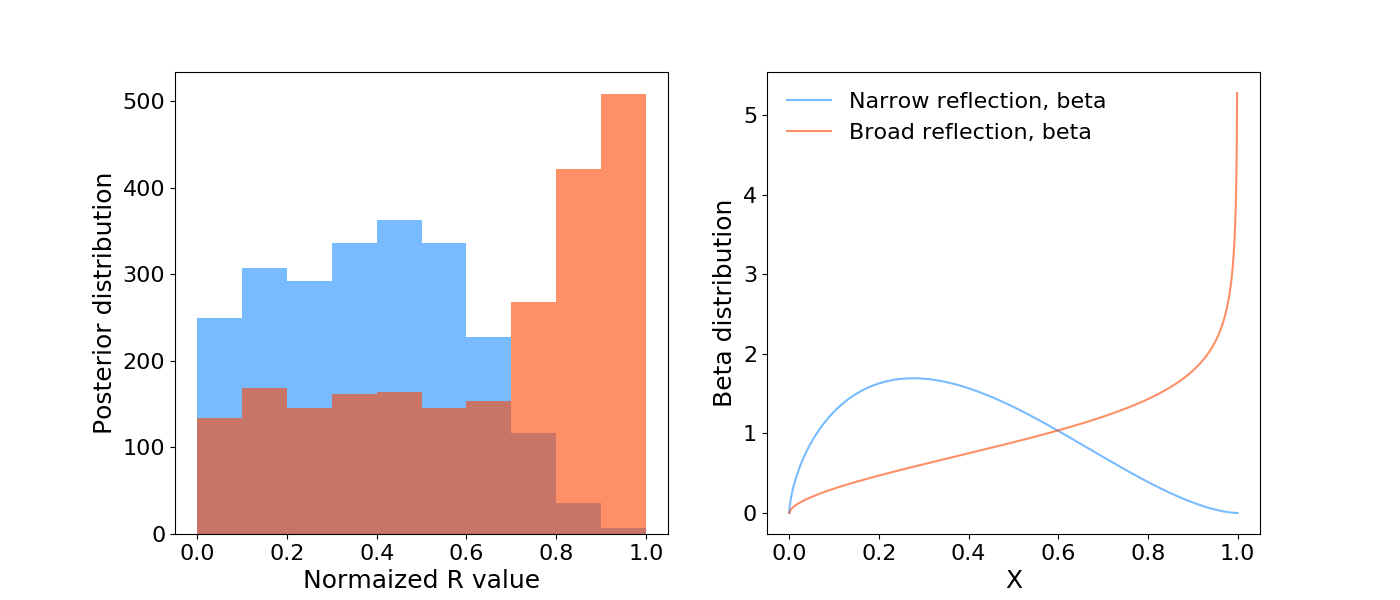 Posterior distribution
500
400
300
200
100
0
0.0 0.2 0.4 0.6 0.8 1.0
Normaized R value
Beta distribution
5
4
3
2
1
0
0.0 0.2 0.4 0.6 0.8 1.0
X
Narrow reflection, beta
Broad reflection, beta